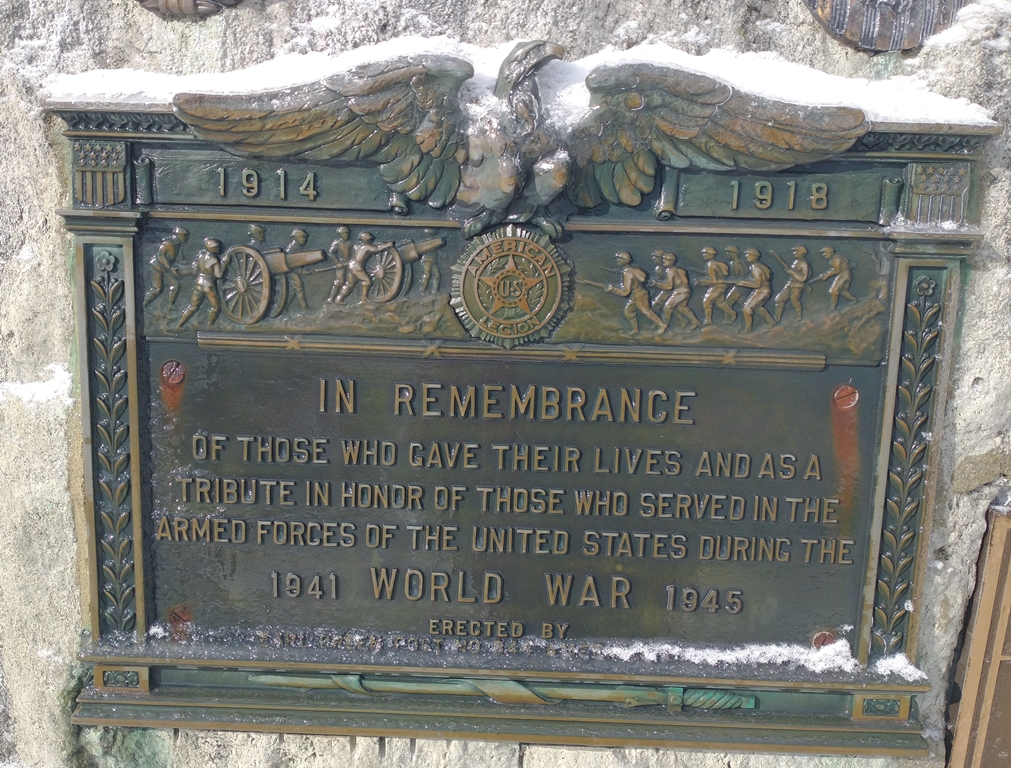 1914
1918
AMERICAN
U.S
LEGION
IN REMEMBRANCE
OF THOSE WHO GAVE THEIR LIVES AND AS A
TRIBUTE IN HONOR OF THOSE WHO SERVED IN THE
ARMED FORCES OF THE UNITED STATES DURING THE
1941 WORLD WAR 1945
ERECTED BY